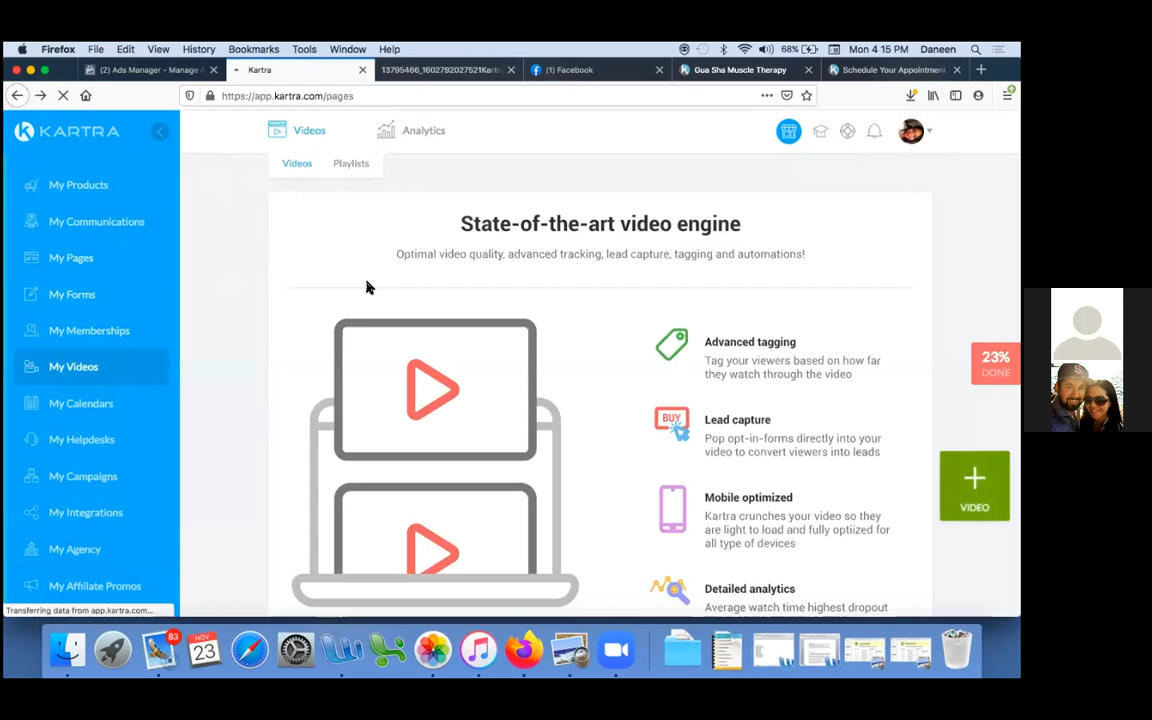 Firefox File Edit View History Bookmarks Tools Window Help 68% Mon 4:15 PM Daneen
(2) Ads Manager - Manage A
Kartra
13795466_1602792027521Kartr
(1) Facebook
Gua Sha Muscle Therapy
Schedule Your Appointment
https://app.kartra.com/pages
KARTRA
Videos
Analytics
Videos
Playlists
My Products
My Communications
My Pages
My Forms
My Memberships
My Videos
My Calendars
My Helpdesks
My Campaigns
My Integrations
My Agency
My Affiliate Promos
Transferring data from app.kartra.com...
State-of-the-art video engine
Optimal video quality, advanced tracking, lead capture, tagging and automations!
Advanced tagging
Tag your viewers based on how far
they watch through the video
BUY
Lead capture
Pop opt-in-forms directly into your
video to convert viewers into leads
Mobile optimized
Kartra crunches your video so they
are light to load and fully optiized for
all type of devices
Detailed analytics
Average watch time highest dropout
23%
DONE
VIDEO
83
NOV
23